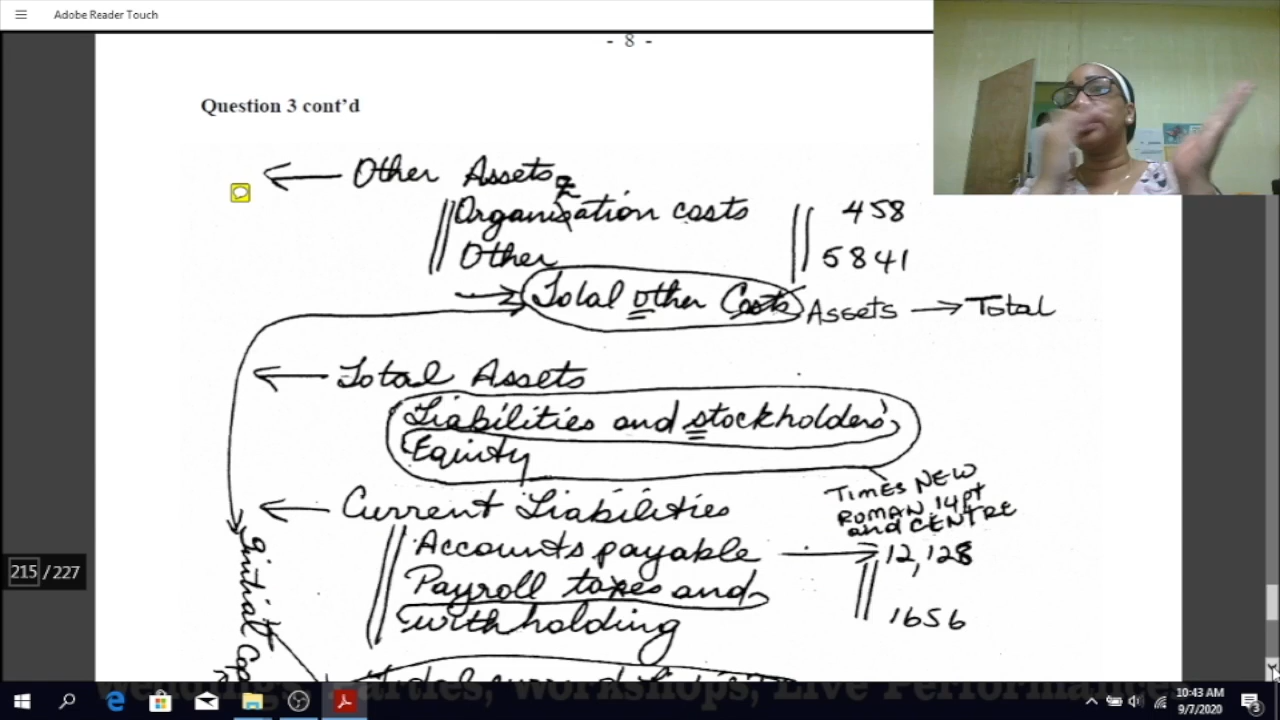 Adobe Reader Touch
- 8 -
Question 3 cont'd
Other Assets
z
Organisation costs 458
Other 5841
Total other Costs Assets → Total
Total Assets
Liabilities and stockholders'
Equity
TIMES NEW
ROMAN 14pt
and CENTRE
Current Liabilities
Accounts payable 12,128
Payroll taxes and
withholding 1656
Initial
215 / 227
10:43 AM
9/7/2020
3